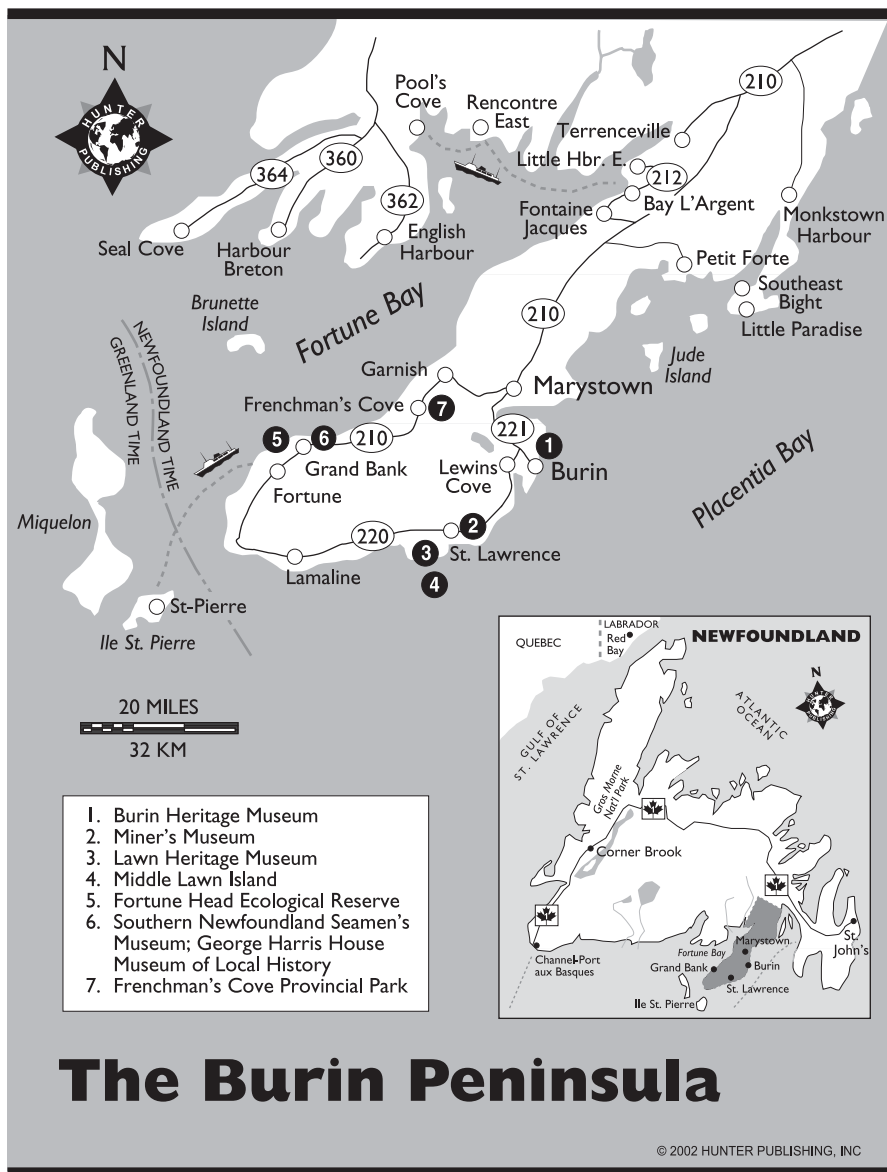 N
HUNTER
PUBLISHING
Pool's
Cove
Rencontre
East
210
Terrenceville
Little Hbr. E.
364
360
212
362
Bay L'Argent
Fontaine
Jacques
Monkstown
Harbour
Seal Cove
Harbour
Breton
English
Harbour
Petit Forte
Southeast
Bight
Little Paradise
Brunette
Island
Fortune Bay
210
Jude
Island
NEWFOUNDLAND TIME
GREENLAND TIME
Garnish
Marystown
Frenchman's Cove
7
5
6
210
221
1
Grand Bank
Lewins
Cove
Burin
Fortune
Placentia Bay
Miquelon
220
2
3
St. Lawrence
Lamaline
4
St-Pierre
Ile St. Pierre
20 MILES
32 KM
1. Burin Heritage Museum
2. Miner's Museum
3. Lawn Heritage Museum
4. Middle Lawn Island
5. Fortune Head Ecological Reserve
6. Southern Newfoundland Seamen's
Museum; George Harris House
Museum of Local History
7. Frenchman's Cove Provincial Park
LABRADOR
QUEBEC
Red
Bay
NEWFOUNDLAND
N
HUNTER
PUBLISHING
GULF OF
ST. LAWRENCE
ATLANTIC
OCEAN
Gros Morne
Nat'l Park
Corner Brook
Channel-Port
aux Basques
Fortune Bay
Marystown
St.
John's
Grand Bank
Burin
St. Lawrence
Ile St. Pierre
The Burin Peninsula
© 2002 HUNTER PUBLISHING, INC